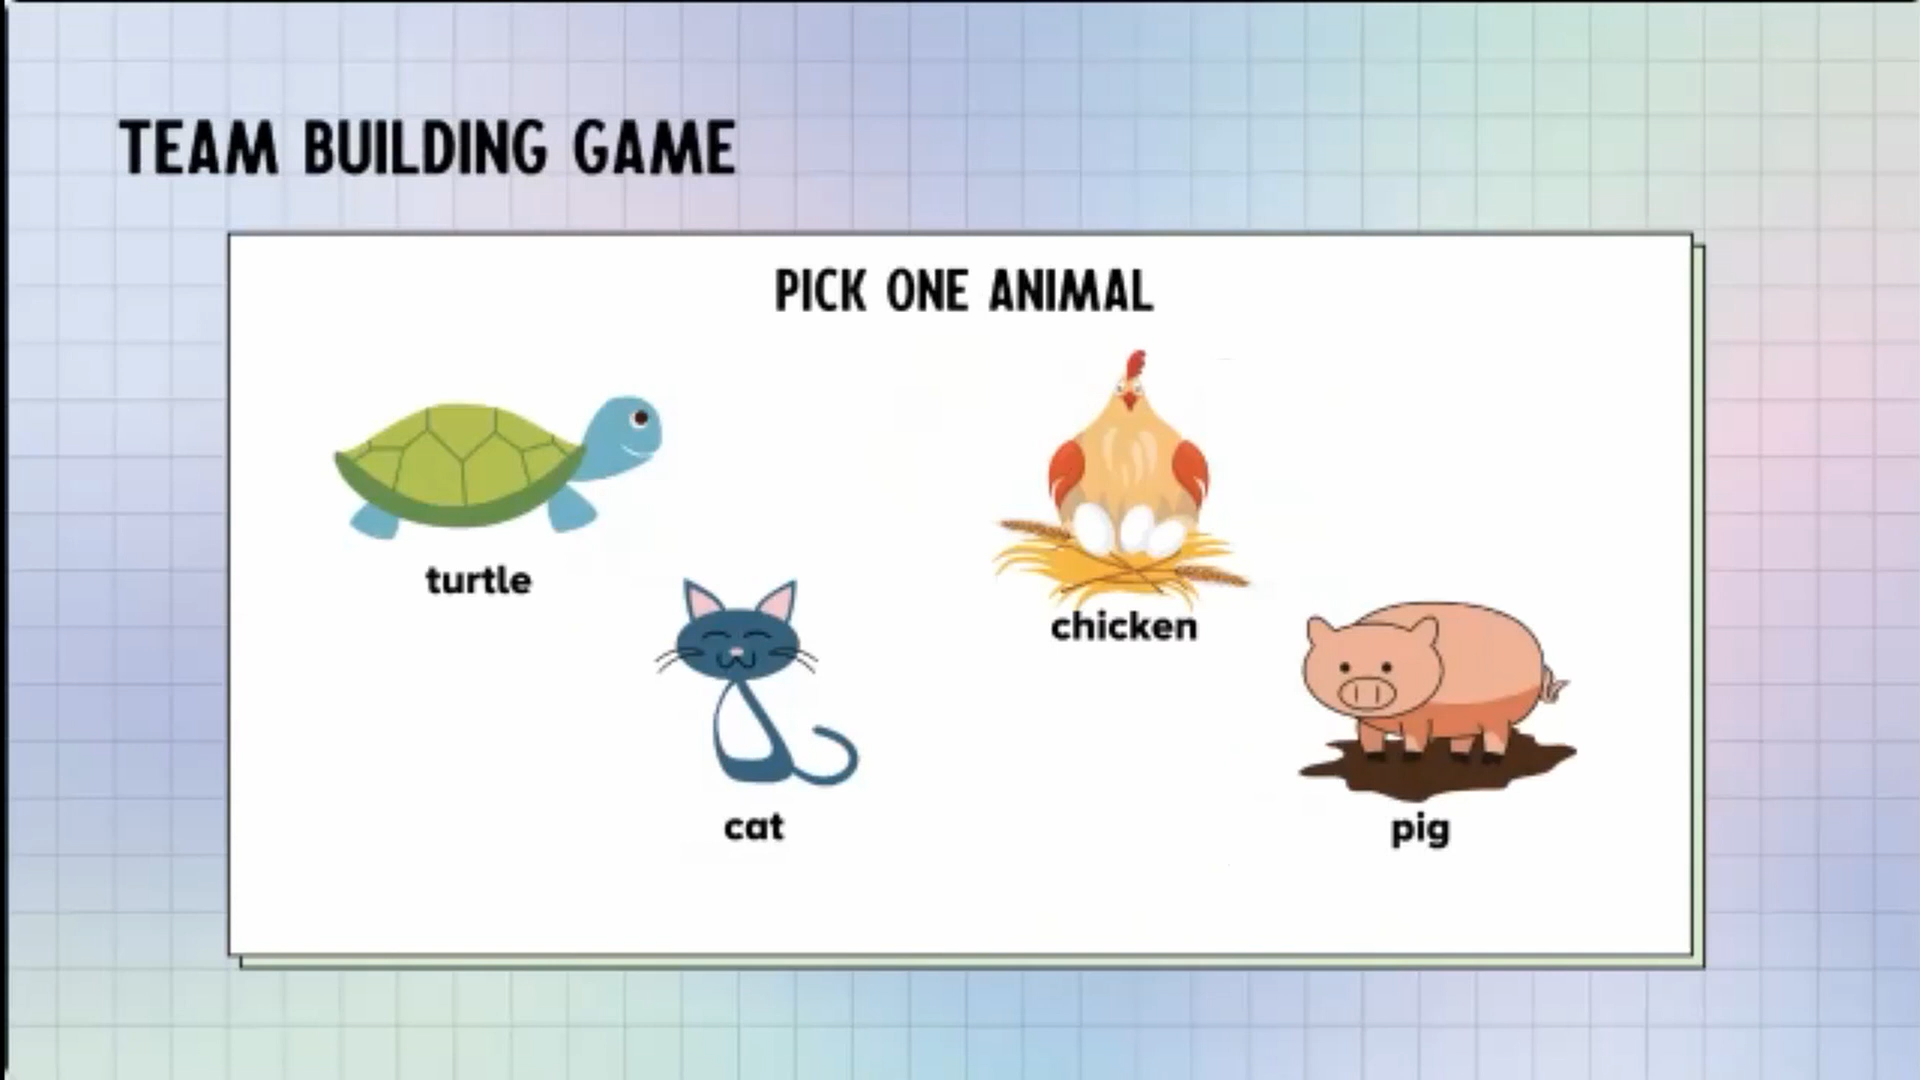 TEAM BUILDING GAME
PICK ONE ANIMAL
turtle
chicken
cat
pig